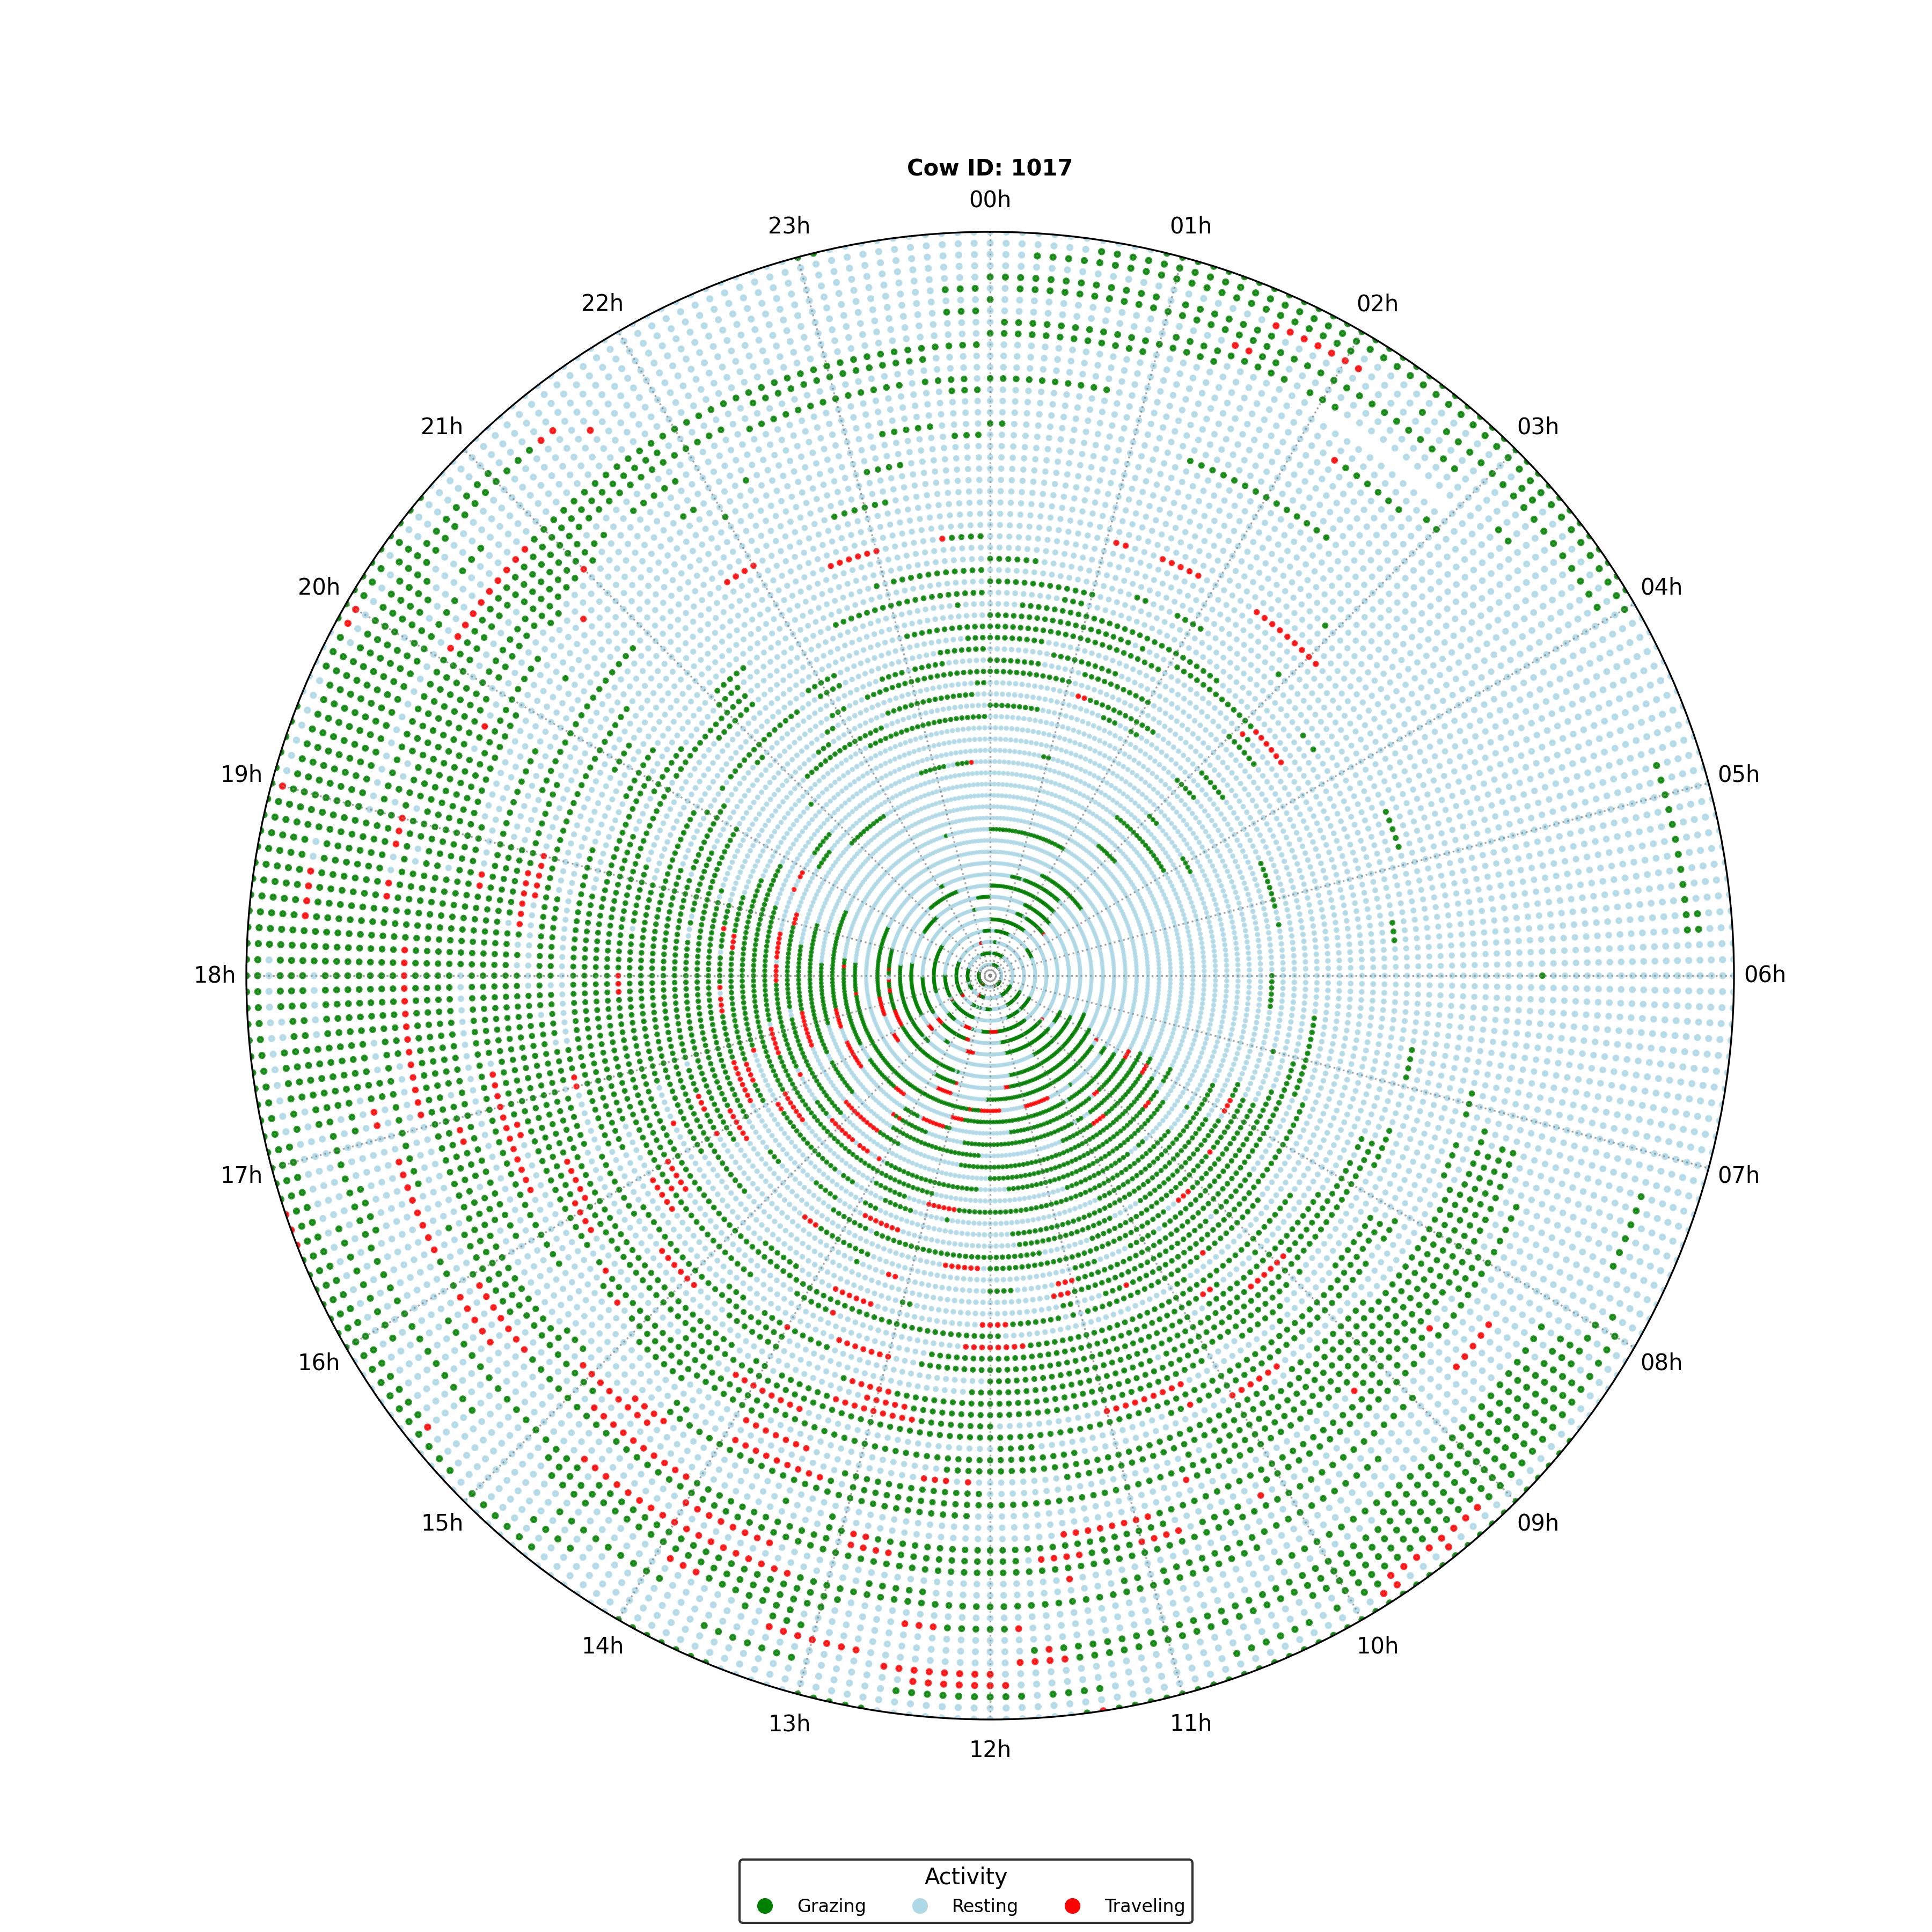 Cow ID: 1017
00h
23h
01h
22h
02h
21h
03h
20h
04h
19h
05h
18h
06h
17h
07h
16h
08h
15h
09h
14h
10h
13h
11h
12h
Activity
Grazing Resting Traveling